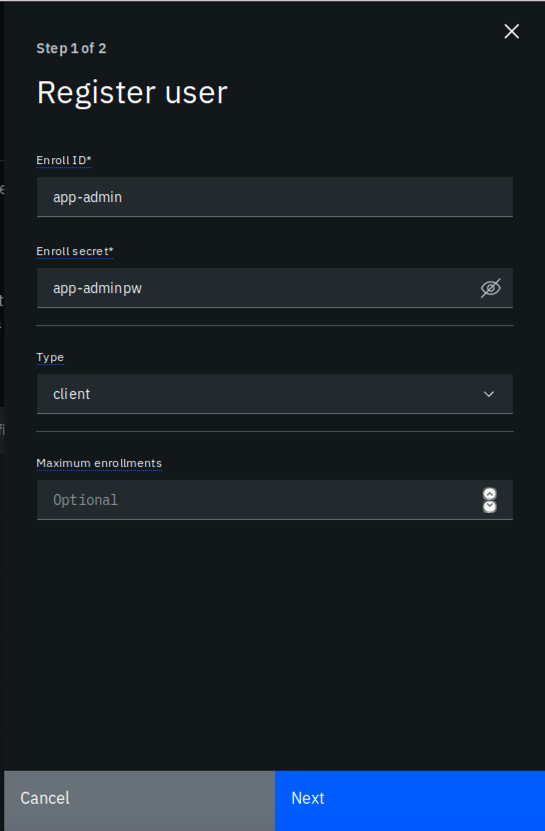 Step 1 of 2
Register user
Enroll ID*
app-admin
Enroll secret*
app-adminpw
Type
client
Maximum enrollments
Optional
Cancel
Next